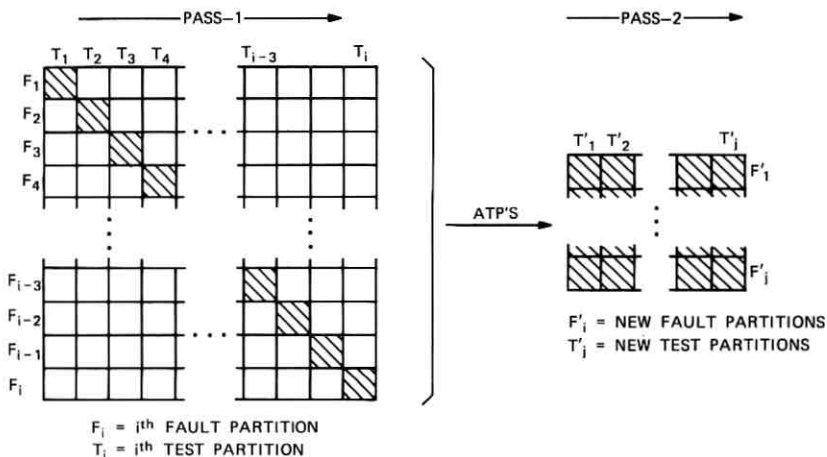 PASS-1
PASS-2
T₁ T₂ T₃ T₄ Tᵢ₋₃ Tᵢ
F₁
F₂
F₃
F₄
Fᵢ₋₃
Fᵢ₋₂
Fᵢ₋₁
Fᵢ
ATP'S
T'₁ T'₂ T'ⱼ
F'₁
F'ⱼ
F'ᵢ = NEW FAULT PARTITIONS
T'ⱼ = NEW TEST PARTITIONS
Fᵢ = iᵗʰ FAULT PARTITION
Tᵢ = iᵗʰ TEST PARTITION